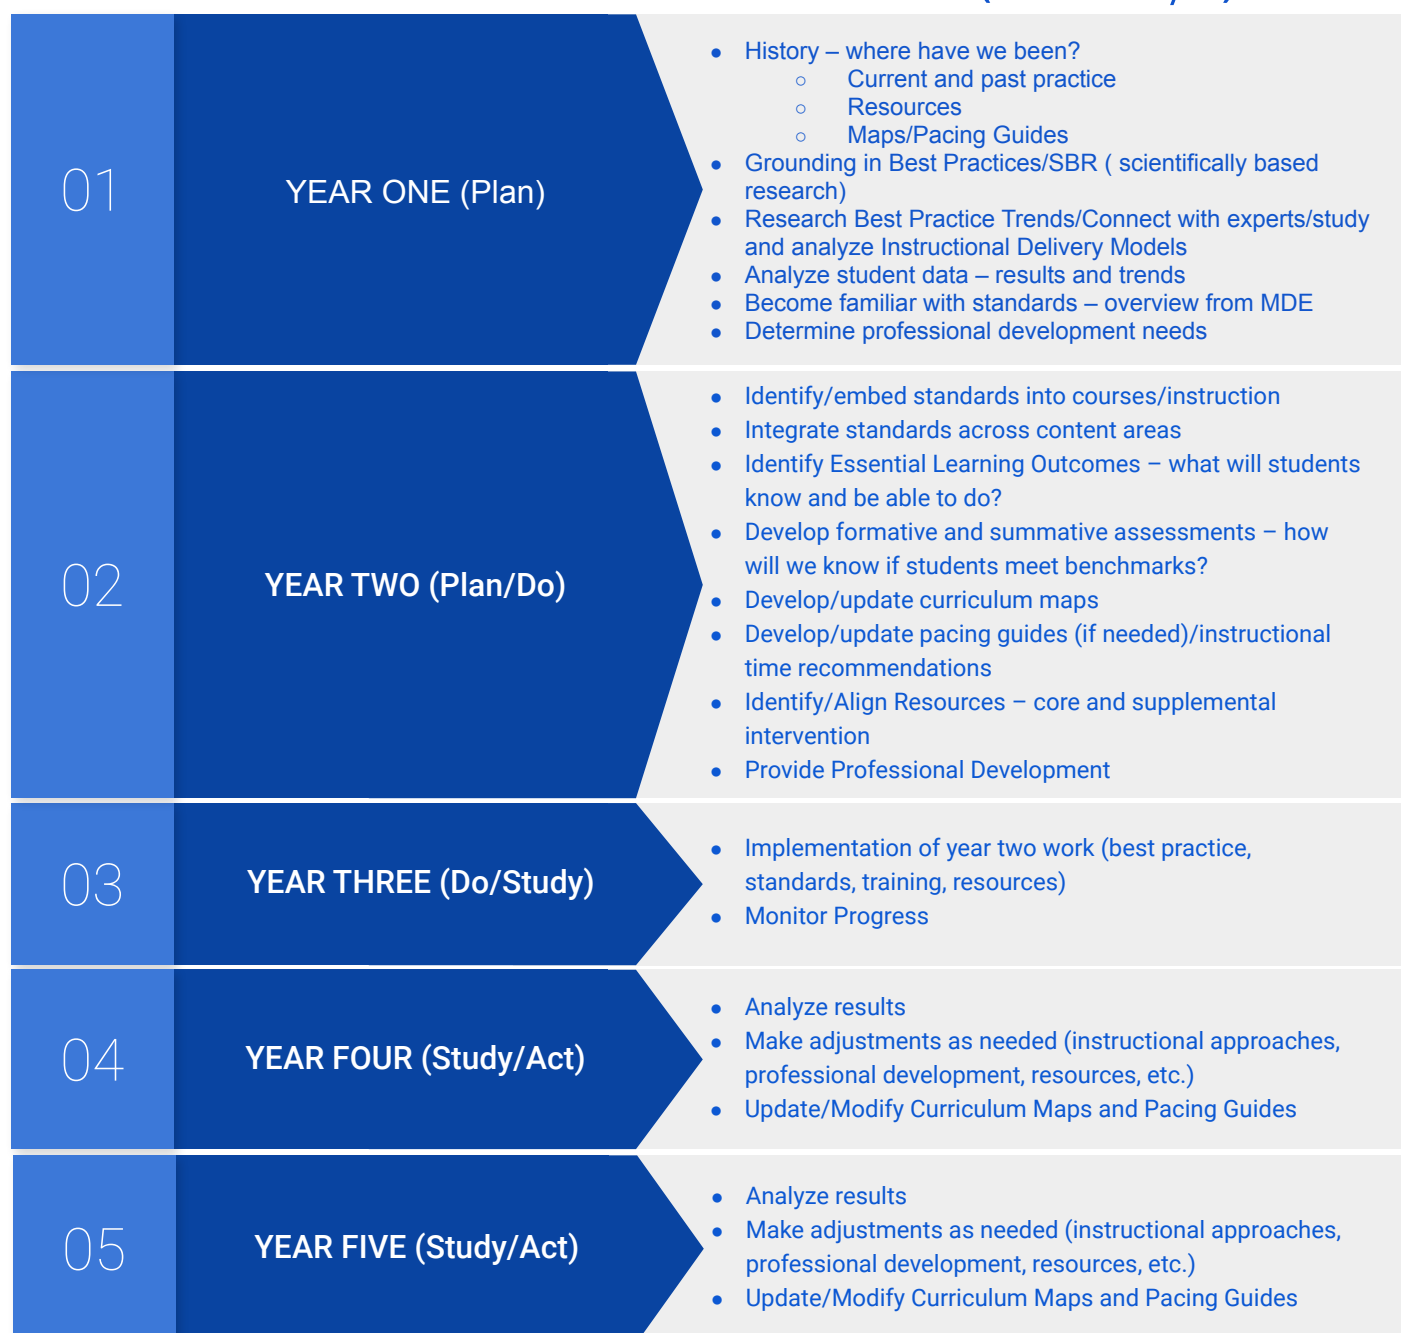 01
YEAR ONE (Plan)
● History – where have we been?
○ Current and past practice
○ Resources
○ Maps/Pacing Guides
● Grounding in Best Practices/SBR ( scientifically based
research)
● Research Best Practice Trends/Connect with experts/study
and analyze Instructional Delivery Models
● Analyze student data – results and trends
● Become familiar with standards – overview from MDE
● Determine professional development needs
02
YEAR TWO (Plan/Do)
● Identify/embed standards into courses/instruction
● Integrate standards across content areas
● Identify Essential Learning Outcomes – what will students
know and be able to do?
● Develop formative and summative assessments – how
will we know if students meet benchmarks?
● Develop/update curriculum maps
● Develop/update pacing guides (if needed)/instructional
time recommendations
● Identify/Align Resources – core and supplemental
intervention
● Provide Professional Development
03
YEAR THREE (Do/Study)
● Implementation of year two work (best practice,
standards, training, resources)
● Monitor Progress
04
YEAR FOUR (Study/Act)
● Analyze results
● Make adjustments as needed (instructional approaches,
professional development, resources, etc.)
● Update/Modify Curriculum Maps and Pacing Guides
05
YEAR FIVE (Study/Act)
● Analyze results
● Make adjustments as needed (instructional approaches,
professional development, resources, etc.)
● Update/Modify Curriculum Maps and Pacing Guides